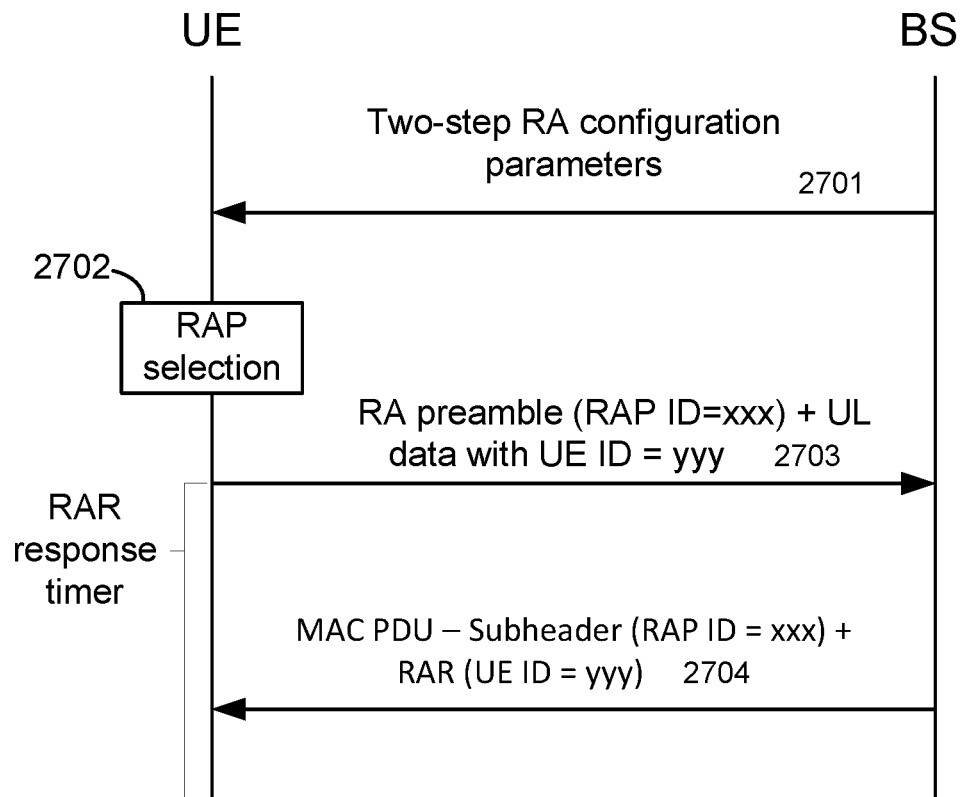 UE
BS
Two-step RA configuration
parameters
2701
2702
RAP
selection
RA preamble (RAP ID=xxx) + UL
data with UE ID = yyy 2703
RAR
response
timer
MAC PDU – Subheader (RAP ID = xxx) +
RAR (UE ID = yyy) 2704